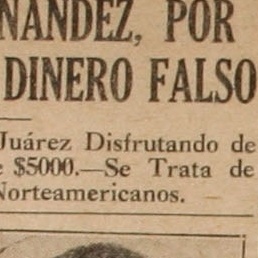 NANDEZ, POR
DINERO FALSO
Juárez Disfrutando de
$5000.—Se Trata de
Norteamericanos.